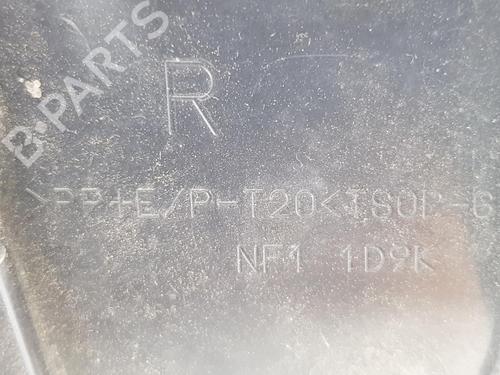 B-PARTS
R
>PP+E/P-T20<TSOP-6
NF1 1D9K